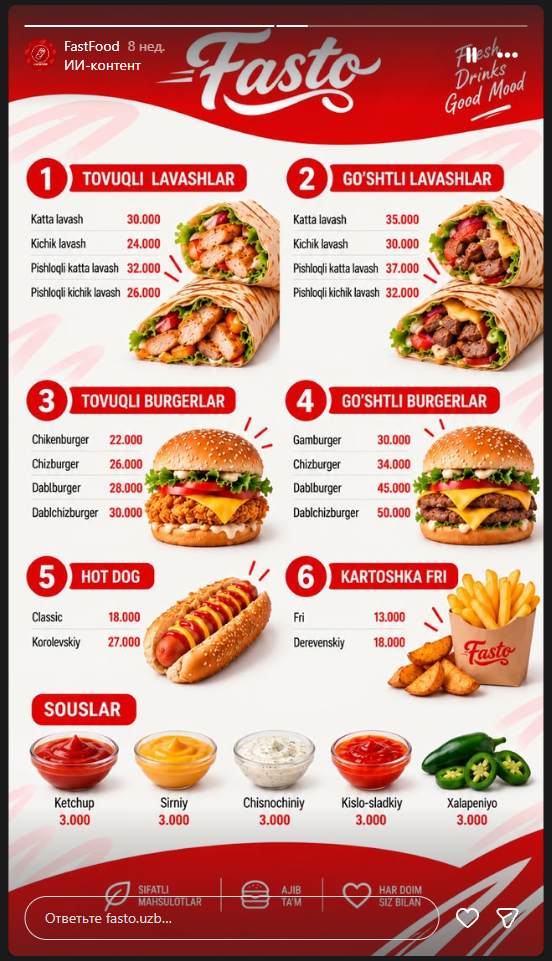 FastFood 8 нед.
ИИ-контент
Fasto
Fresh
Drinks
Good Mood
1 TOVUQLI LAVASHLAR
Katta lavash 30.000
Kichik lavash 24.000
Pishloqli katta lavash 32.000
Pishloqli kichik lavash 26.000
2 GO'SHTLI LAVASHLAR
Katta lavash 35.000
Kichik lavash 30.000
Pishloqli katta lavash 37.000
Pishloqli kichik lavash 32.000
3 TOVUQLI BURGERLAR
Chikenburger 22.000
Chizburger 26.000
Dablburger 28.000
Dablchizburger 30.000
4 GO'SHTLI BURGERLAR
Gamburger 30.000
Chizburger 34.000
Dablburger 45.000
Dablchizburger 50.000
5 HOT DOG
Classic 18.000
Korolevskiy 27.000
6 KARTOSHKA FRI
Fri 13.000
Derevenskiy 18.000
Fasto
SOUSLAR
Ketchup
3.000
Sirniy
3.000
Chisnochiniy
3.000
Kislo-sladkiy
3.000
Xalapeniyo
3.000
SIFATLI
MAHSULOTLAR
AJIB
TA'M
HAR DOIM
SIZ BILAN
Ответьте fasto.uzb...